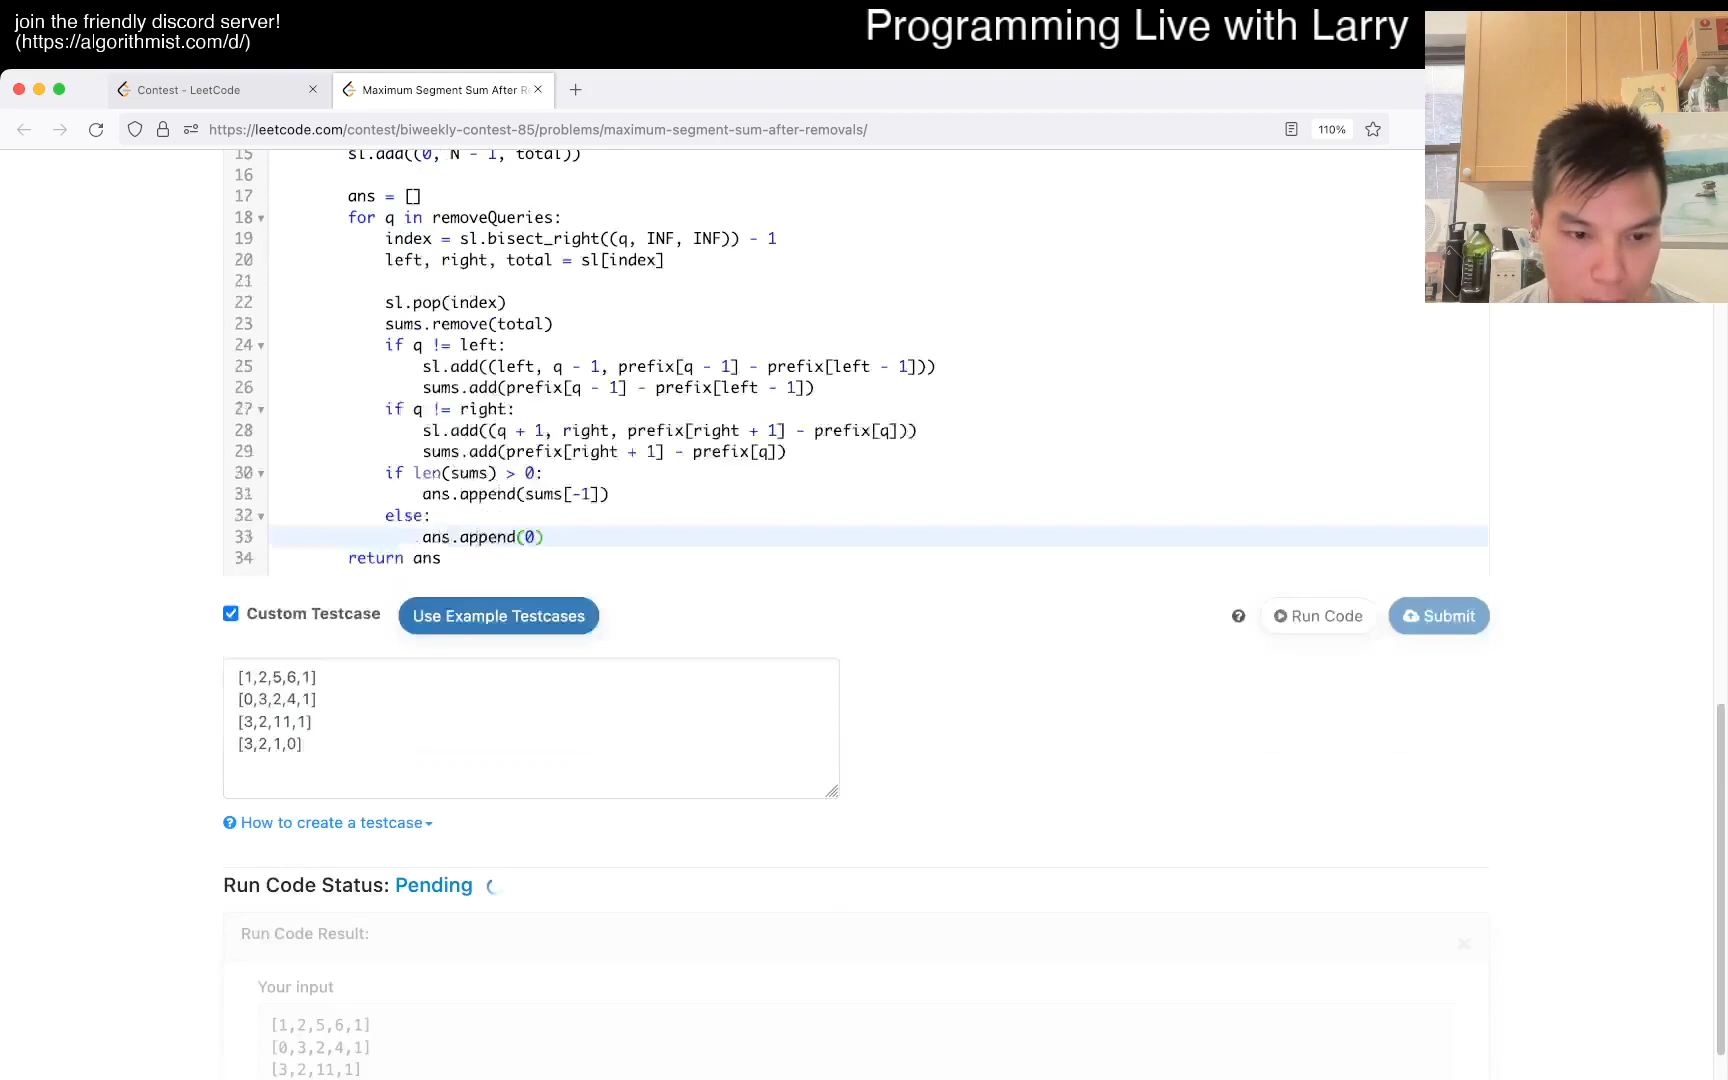 join the friendly discord server!
(https://algorithmist.com/d/)
Programming Live with Larry
Contest - LeetCode
Maximum Segment Sum After R
https://leetcode.com/contest/biweekly-contest-85/problems/maximum-segment-sum-after-removals/
110%
15 sl.add((0, N - 1, total))
16
17 ans = []
18 for q in removeQueries:
19 index = sl.bisect_right((q, INF, INF)) - 1
20 left, right, total = sl[index]
21
22 sl.pop(index)
23 sums.remove(total)
24 if q != left:
25 sl.add((left, q - 1, prefix[q - 1] - prefix[left - 1]))
26 sums.add(prefix[q - 1] - prefix[left - 1])
27 if q != right:
28 sl.add((q + 1, right, prefix[right + 1] - prefix[q]))
29 sums.add(prefix[right + 1] - prefix[q])
30 if len(sums) > 0:
31 ans.append(sums[-1])
32 else:
33 ans.append(0)
34 return ans
Custom Testcase
Use Example Testcases
Run Code
Submit
[1,2,5,6,1]
[0,3,2,4,1]
[3,2,11,1]
[3,2,1,0]
How to create a testcase
Run Code Status: Pending
Run Code Result:
Your input
[1,2,5,6,1]
[0,3,2,4,1]
[3,2,11,1]